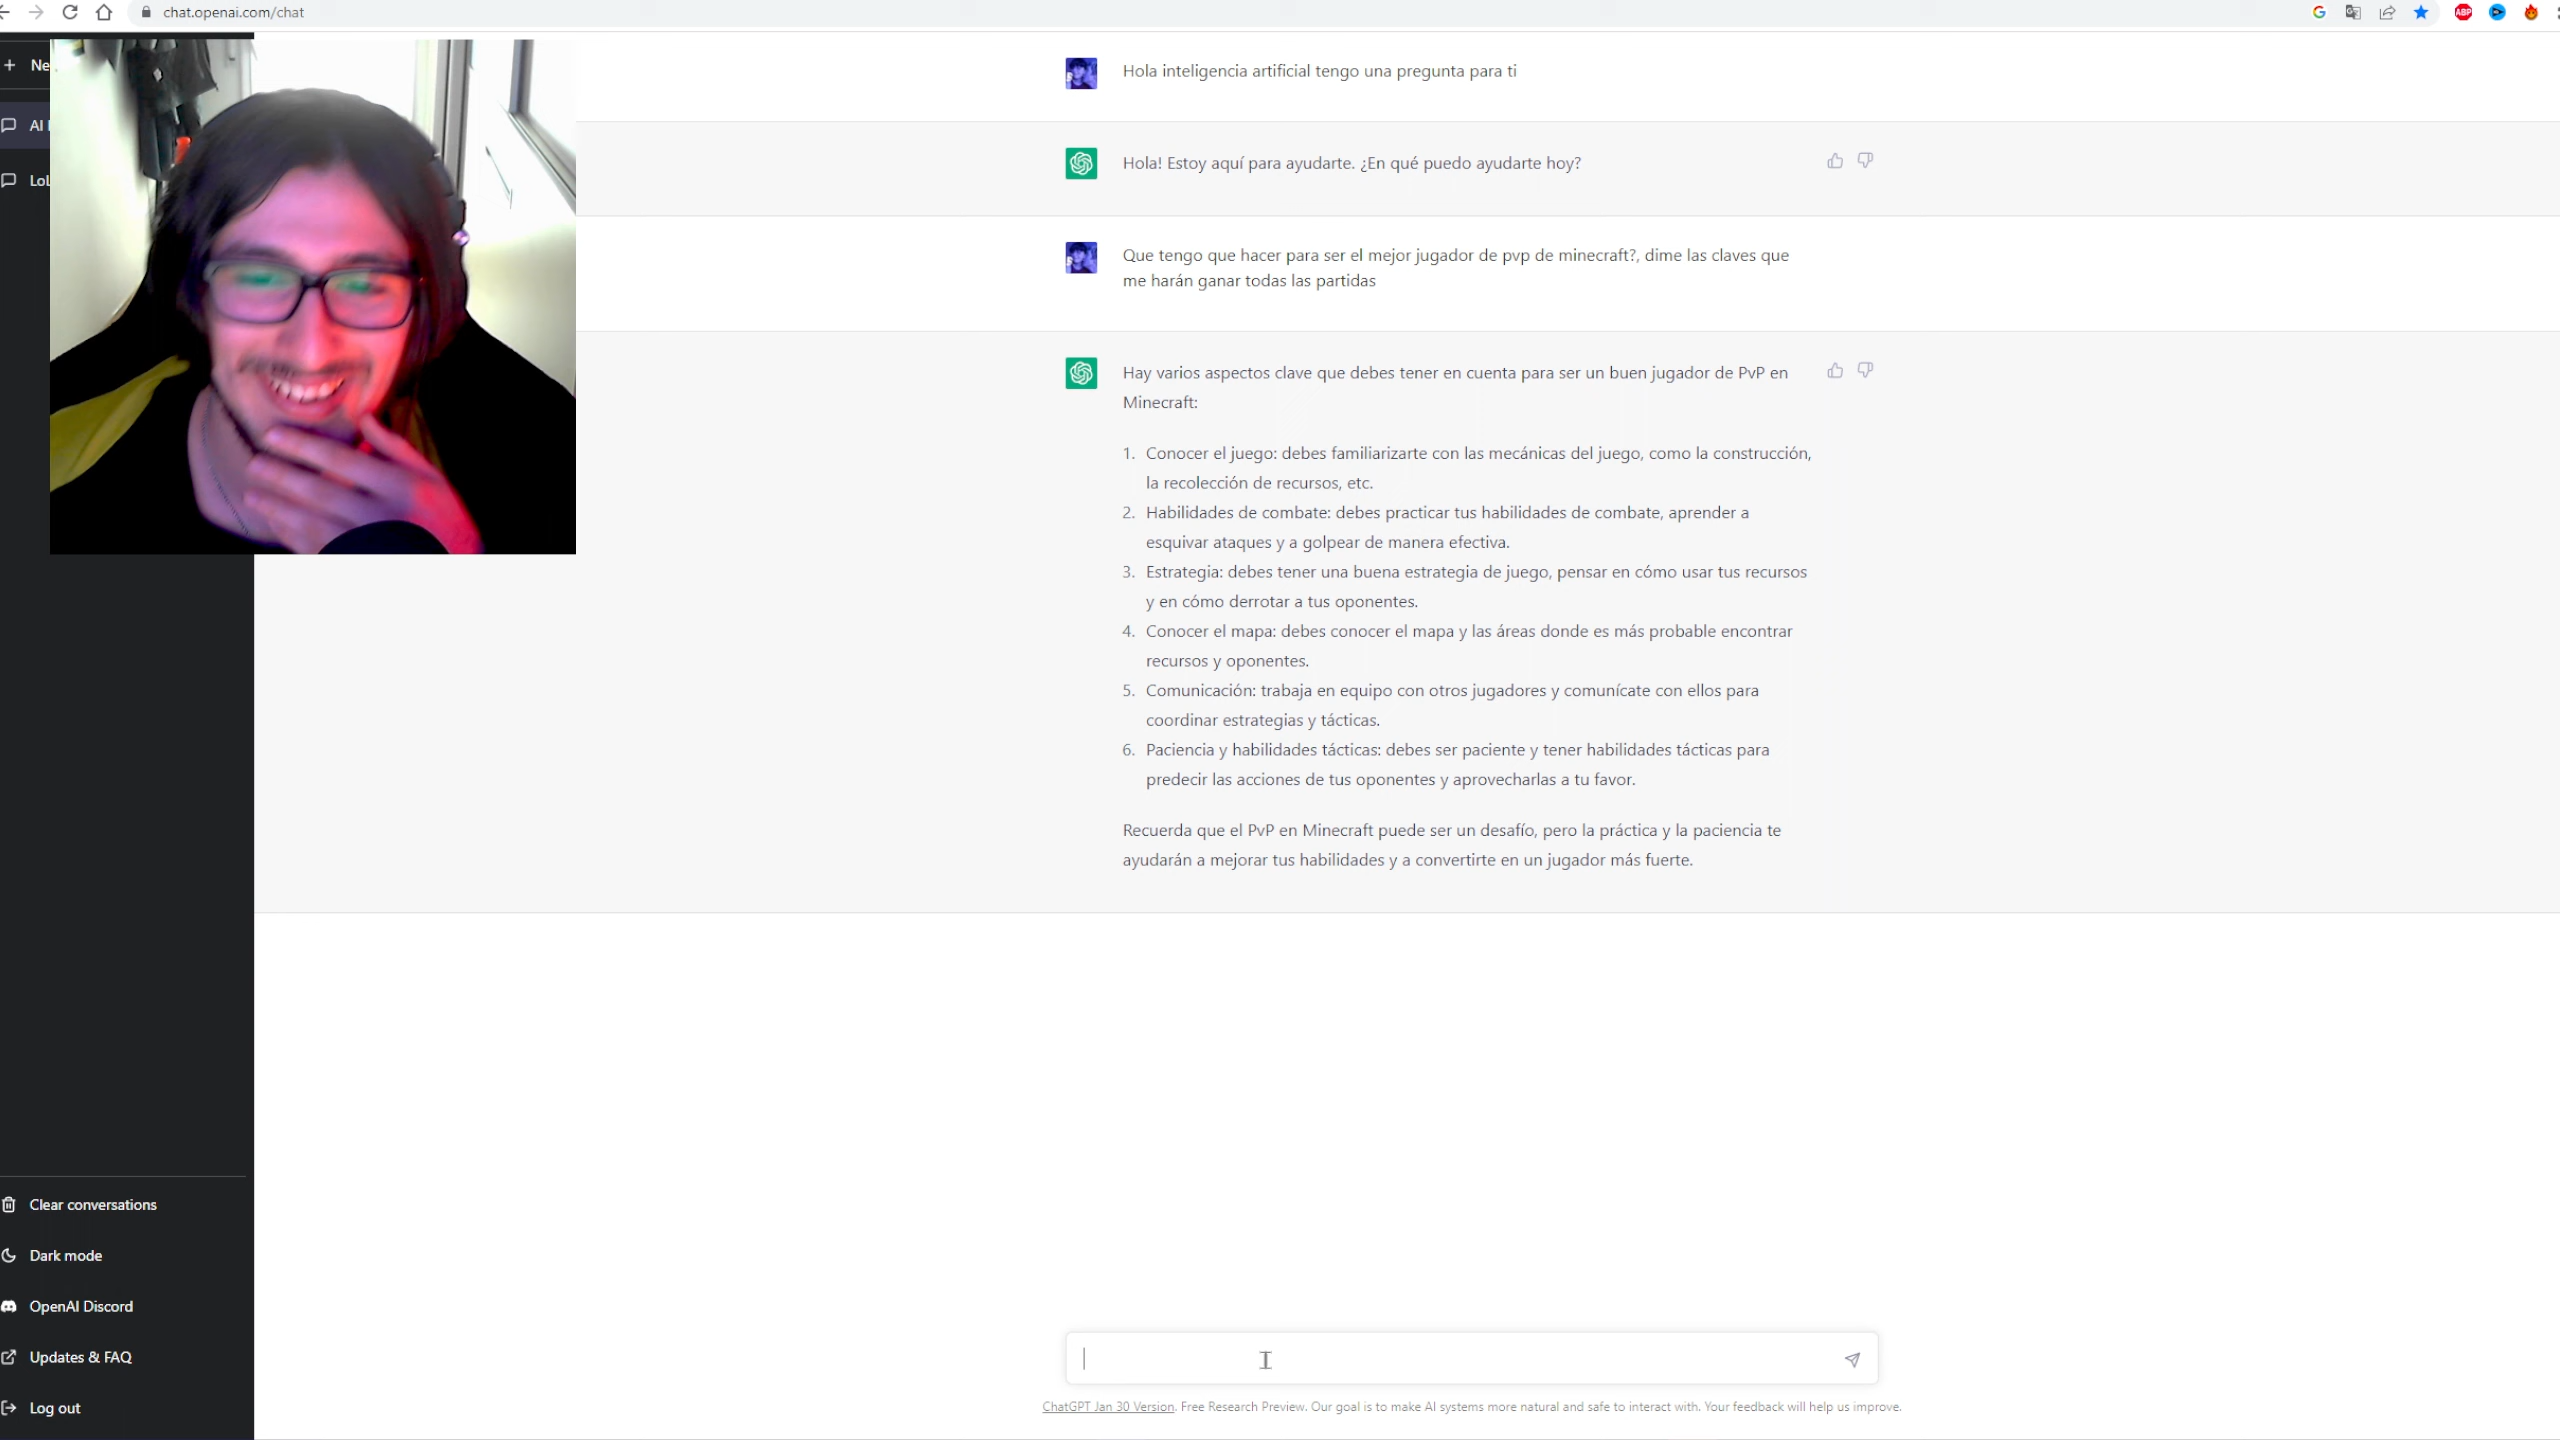 chat.openai.com/chat
ABP
Ne
AI
LoL
Hola inteligencia artificial tengo una pregunta para ti
Hola! Estoy aquí para ayudarte. ¿En qué puedo ayudarte hoy?
Que tengo que hacer para ser el mejor jugador de pvp de minecraft?, dime las claves que
me harán ganar todas las partidas
Hay varios aspectos clave que debes tener en cuenta para ser un buen jugador de PvP en
Minecraft:
1. Conocer el juego: debes familiarizarte con las mecánicas del juego, como la construcción,
la recolección de recursos, etc.
2. Habilidades de combate: debes practicar tus habilidades de combate, aprender a
esquivar ataques y a golpear de manera efectiva.
3. Estrategia: debes tener una buena estrategia de juego, pensar en cómo usar tus recursos
y en cómo derrotar a tus oponentes.
4. Conocer el mapa: debes conocer el mapa y las áreas donde es más probable encontrar
recursos y oponentes.
5. Comunicación: trabaja en equipo con otros jugadores y comunícate con ellos para
coordinar estrategias y tácticas.
6. Paciencia y habilidades tácticas: debes ser paciente y tener habilidades tácticas para
predecir las acciones de tus oponentes y aprovecharlas a tu favor.
Recuerda que el PvP en Minecraft puede ser un desafío, pero la práctica y la paciencia te
ayudarán a mejorar tus habilidades y a convertirte en un jugador más fuerte.
Clear conversations
Dark mode
OpenAI Discord
Updates & FAQ
Log out
ChatGPT Jan 30 Version. Free Research Preview. Our goal is to make AI systems more natural and safe to interact with. Your feedback will help us improve.